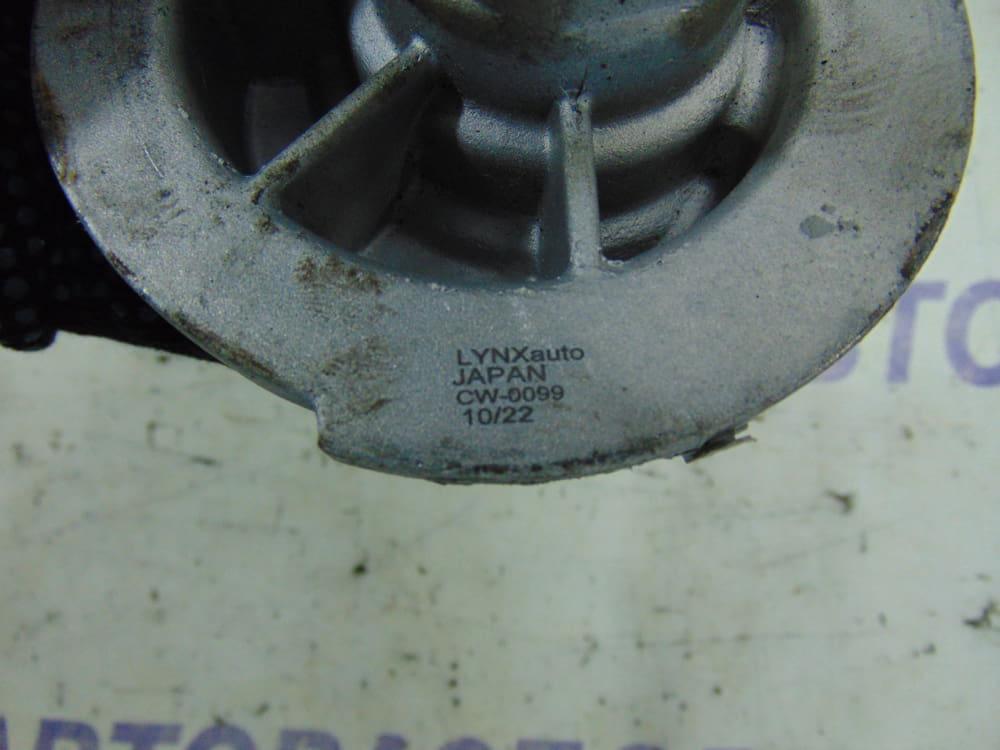 LYNXauto
JAPAN
CW-0099
10/22